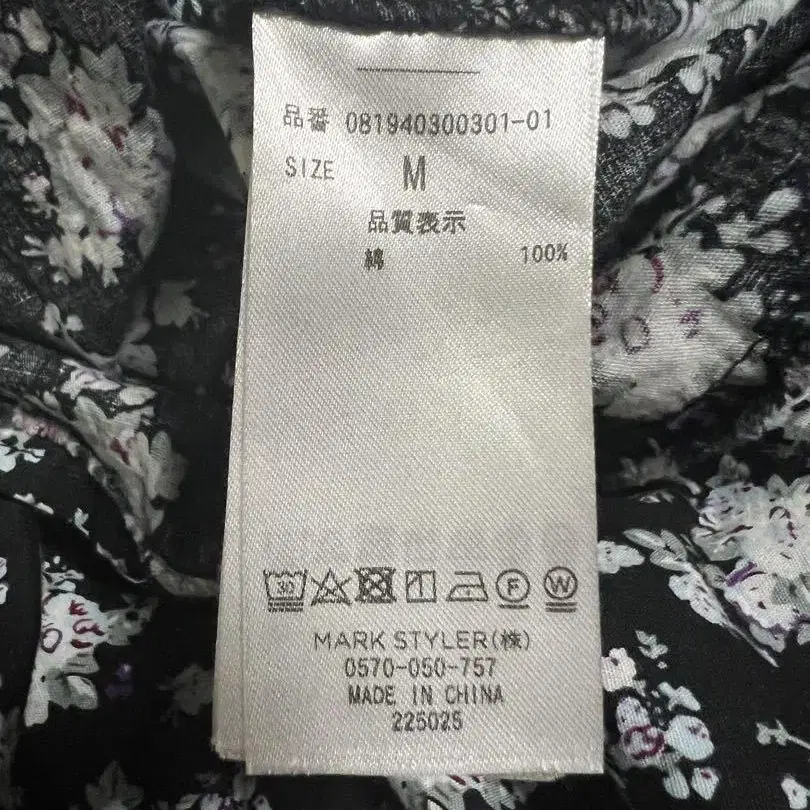 品番 081940300301-01
SIZE M
品質表示
綿 100%
30 F W
MARK STYLER(株)
0570-050-757
MADE IN CHINA
225025